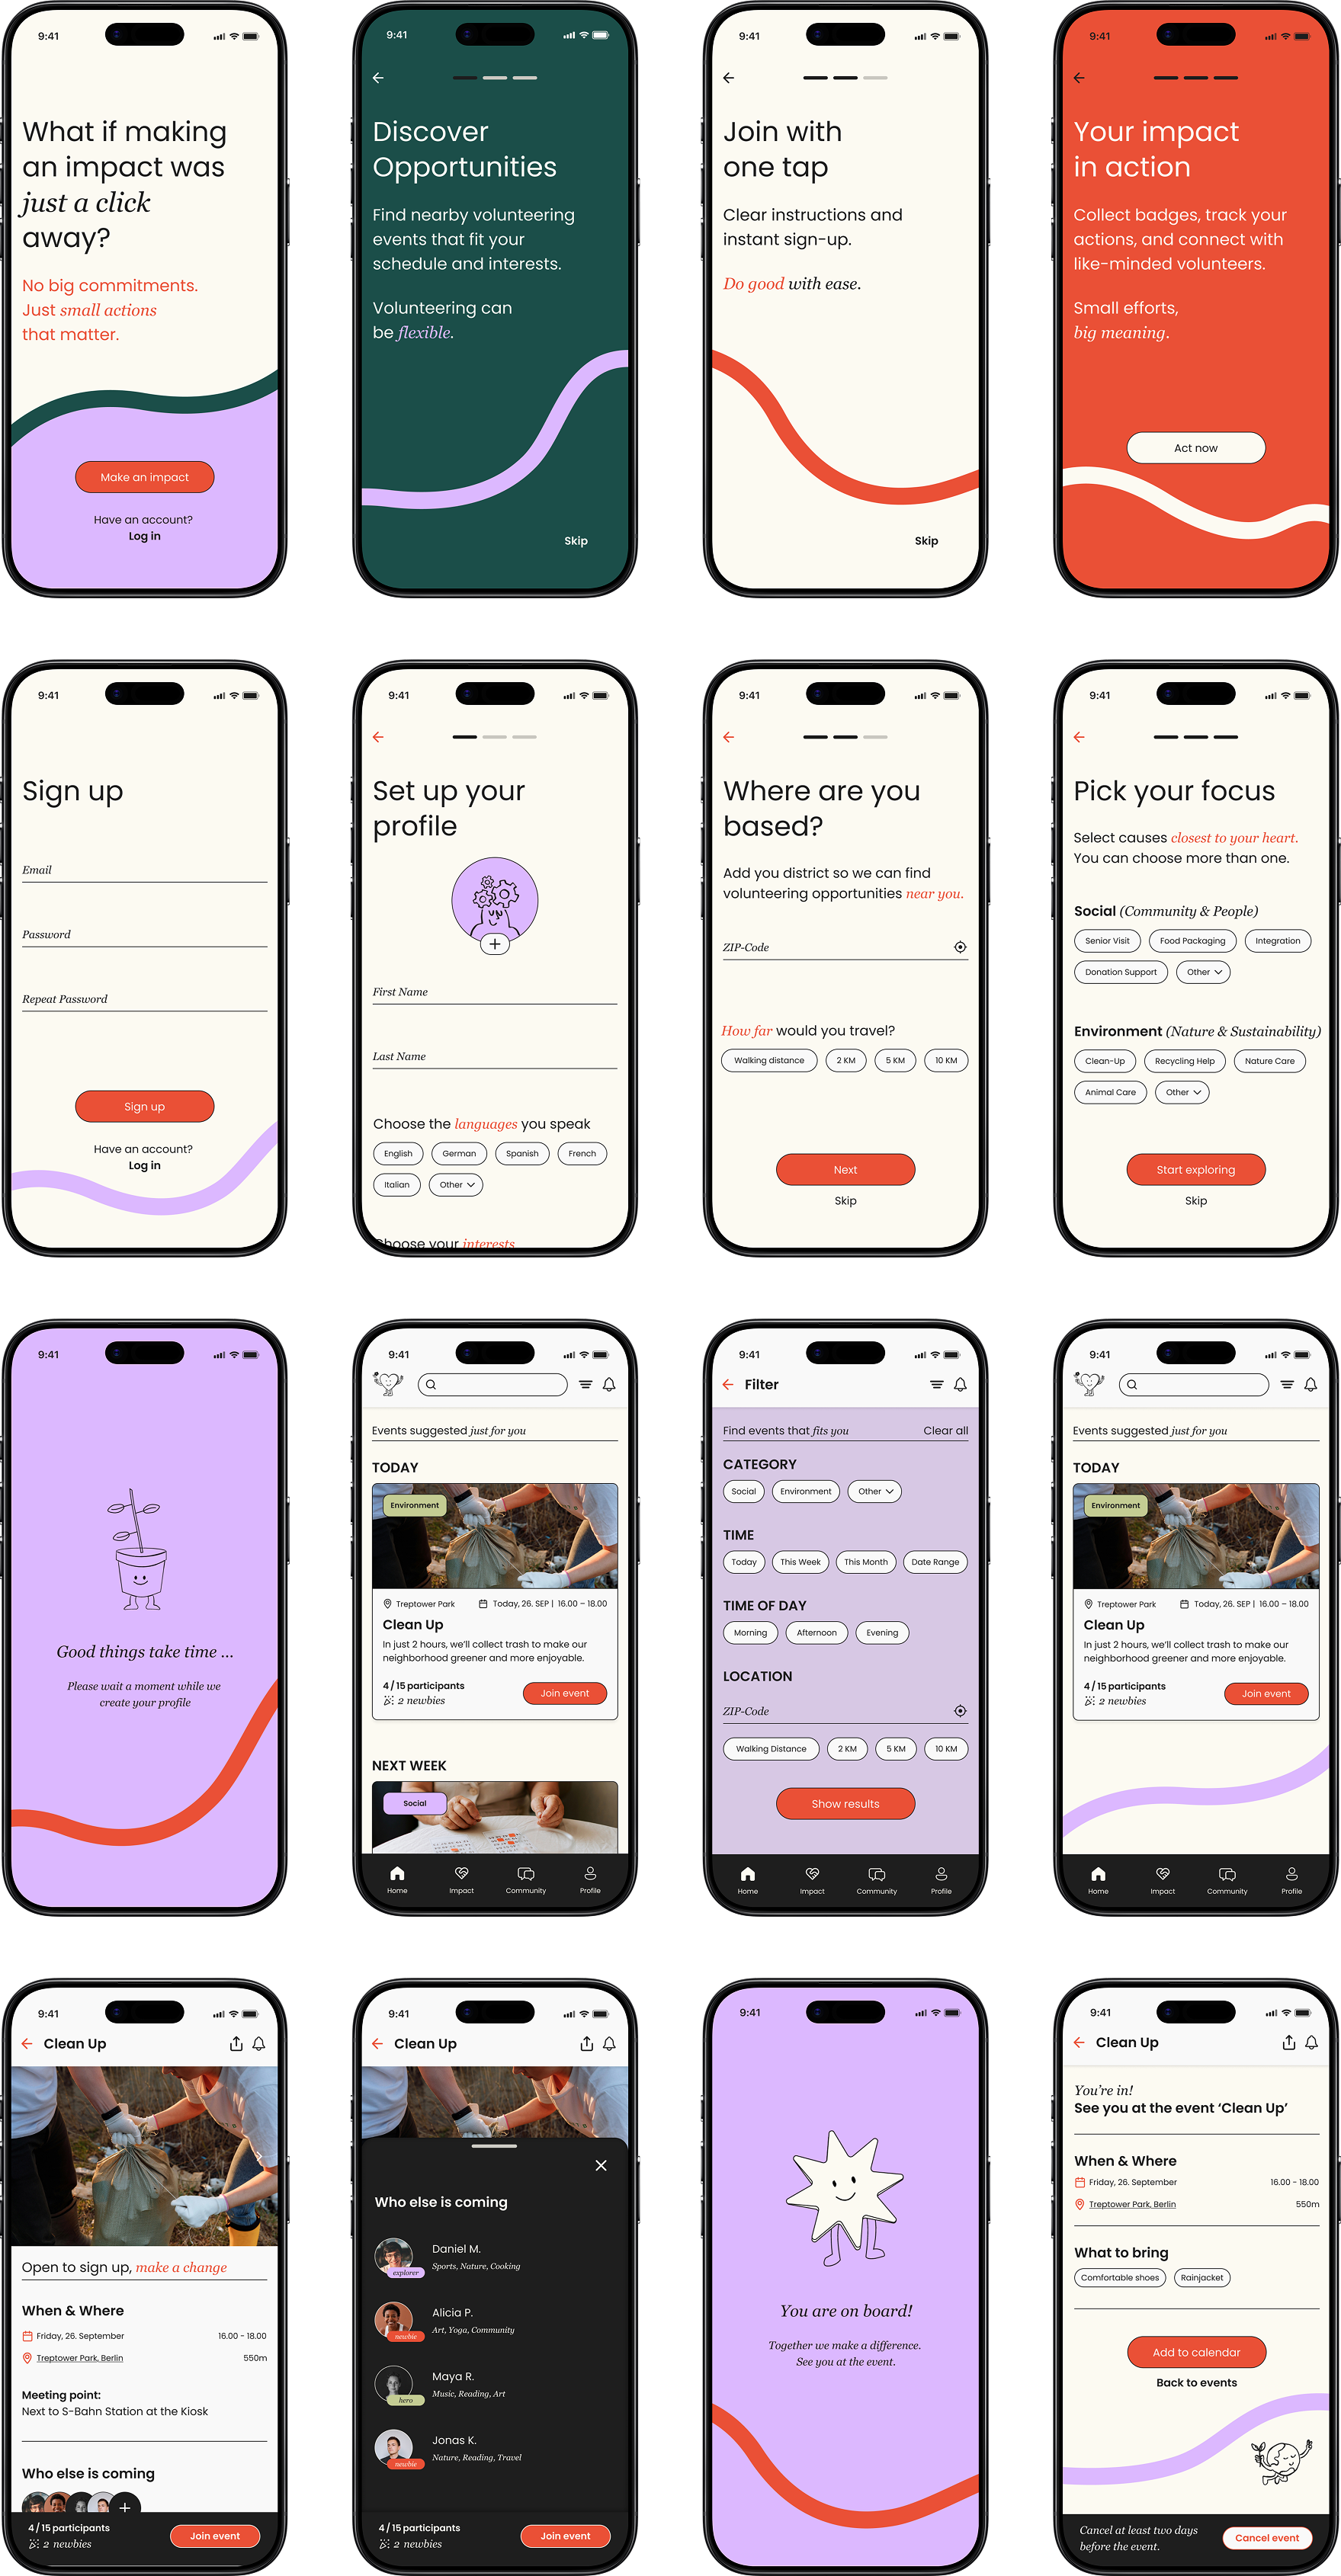 9:41
What if making
an impact was
just a click
away?
No big commitments.
Just small actions
that matter.
Make an impact
Have an account?
Log in
9:41
Discover
Opportunities
Find nearby volunteering
events that fit your
schedule and interests.
Volunteering can
be flexible.
Skip
9:41
Join with
one tap
Clear instructions and
instant sign-up.
Do good with ease.
Skip
9:41
Your impact
in action
Collect badges, track your
actions, and connect with
like-minded volunteers.
Small efforts,
big meaning.
Act now
9:41
Sign up
Email
Password
Repeat Password
Sign up
Have an account?
Log in
9:41
Set up your
profile
First Name
Last Name
Choose the languages you speak
English German Spanish French
Italian Other
Choose your interests
9:41
Where are you
based?
Add you district so we can find
volunteering opportunities near you.
ZIP-Code
How far would you travel?
Walking distance 2 KM 5 KM 10 KM
Next
Skip
9:41
Pick your focus
Select causes closest to your heart.
You can choose more than one.
Social (Community & People)
Senior Visit Food Packaging Integration
Donation Support Other
Environment (Nature & Sustainability)
Clean-Up Recycling Help Nature Care
Animal Care Other
Start exploring
Skip
9:41
Good things take time ...
Please wait a moment while we
create your profile
9:41
Events suggested just for you
TODAY
Environment
Treptower Park Today, 26. SEP | 16.00 – 18.00
Clean Up
In just 2 hours, we'll collect trash to make our
neighborhood greener and more enjoyable.
4 / 15 participants
2 newbies
Join event
NEXT WEEK
Social
Home Impact Community Profile
9:41
Filter
Find events that fits you Clear all
CATEGORY
Social Environment Other
TIME
Today This Week This Month Date Range
TIME OF DAY
Morning Afternoon Evening
LOCATION
ZIP-Code
Walking Distance 2 KM 5 KM 10 KM
Show results
Home Impact Community Profile
9:41
Events suggested just for you
TODAY
Environment
Treptower Park Today, 26. SEP | 16.00 – 18.00
Clean Up
In just 2 hours, we'll collect trash to make our
neighborhood greener and more enjoyable.
4 / 15 participants
2 newbies
Join event
Home Impact Community Profile
9:41
Clean Up
Open to sign up, make a change
When & Where
Friday, 26. September 16.00 - 18.00
Treptower Park, Berlin 550m
Meeting point:
Next to S-Bahn Station at the Kiosk
Who else is coming
4 / 15 participants
2 newbies
Join event
9:41
Clean Up
Who else is coming
Daniel M.
Sports, Nature, Cooking
explorer
Alicia P.
Art, Yoga, Community
newbie
Maya R.
Music, Reading, Art
hero
Jonas K.
Nature, Reading, Travel
newbie
4 / 15 participants
2 newbies
Join event
9:41
You are on board!
Together we make a difference.
See you at the event.
9:41
Clean Up
You're in!
See you at the event ‘Clean Up’
When & Where
Friday, 26. September 16.00 - 18.00
Treptower Park, Berlin 550m
What to bring
Comfortable shoes Rainjacket
Add to calendar
Back to events
Cancel at least two days
before the event.
Cancel event